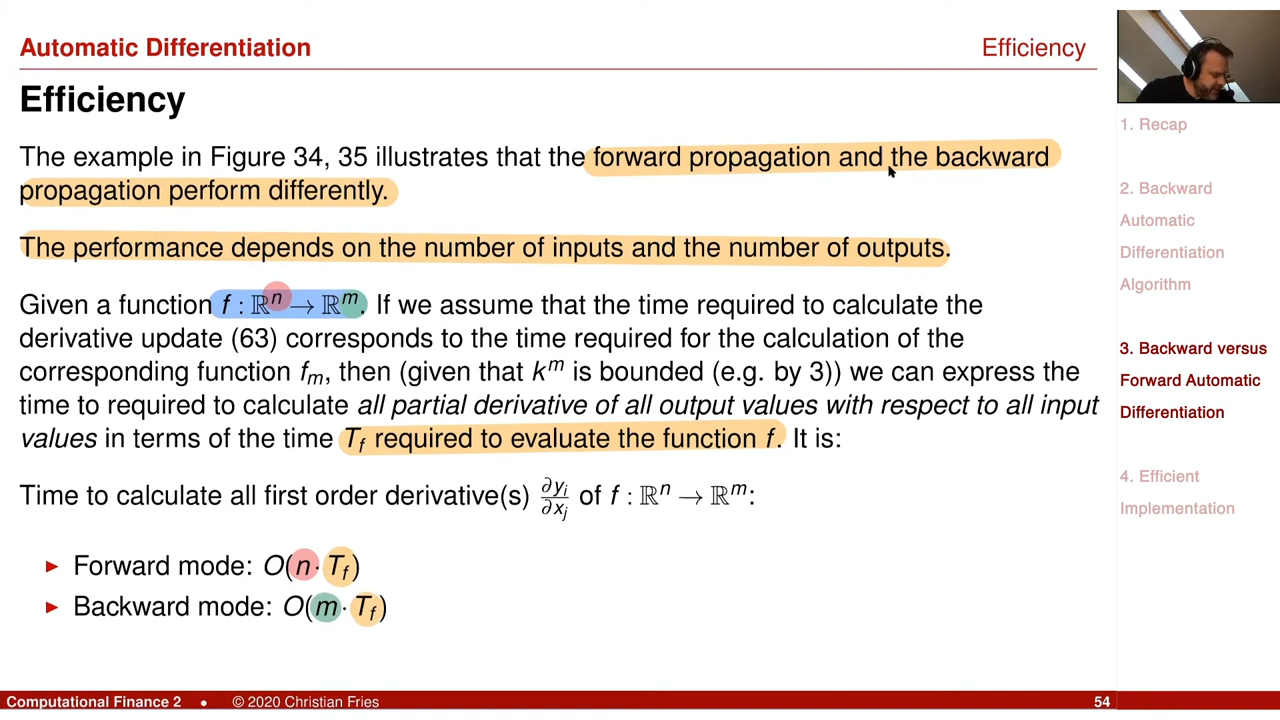 Automatic Differentiation
Efficiency
Efficiency
The example in Figure 34, 35 illustrates that the forward propagation and the backward
propagation perform differently.
The performance depends on the number of inputs and the number of outputs.
Given a function f : ℝⁿ → ℝᵐ. If we assume that the time required to calculate the
derivative update (63) corresponds to the time required for the calculation of the
corresponding function fₘ, then (given that kᵐ is bounded (e.g. by 3)) we can express the
time to required to calculate all partial derivative of all output values with respect to all input
values in terms of the time T_f required to evaluate the function f. It is:
Time to calculate all first order derivative(s) ∂yᵢ/∂xⱼ of f : ℝⁿ → ℝᵐ:
▶ Forward mode: O(n · T_f)
▶ Backward mode: O(m · T_f)
1. Recap
2. Backward
Automatic
Differentiation
Algorithm
3. Backward versus
Forward Automatic
Differentiation
4. Efficient
Implementation
Computational Finance 2 • © 2020 Christian Fries 54